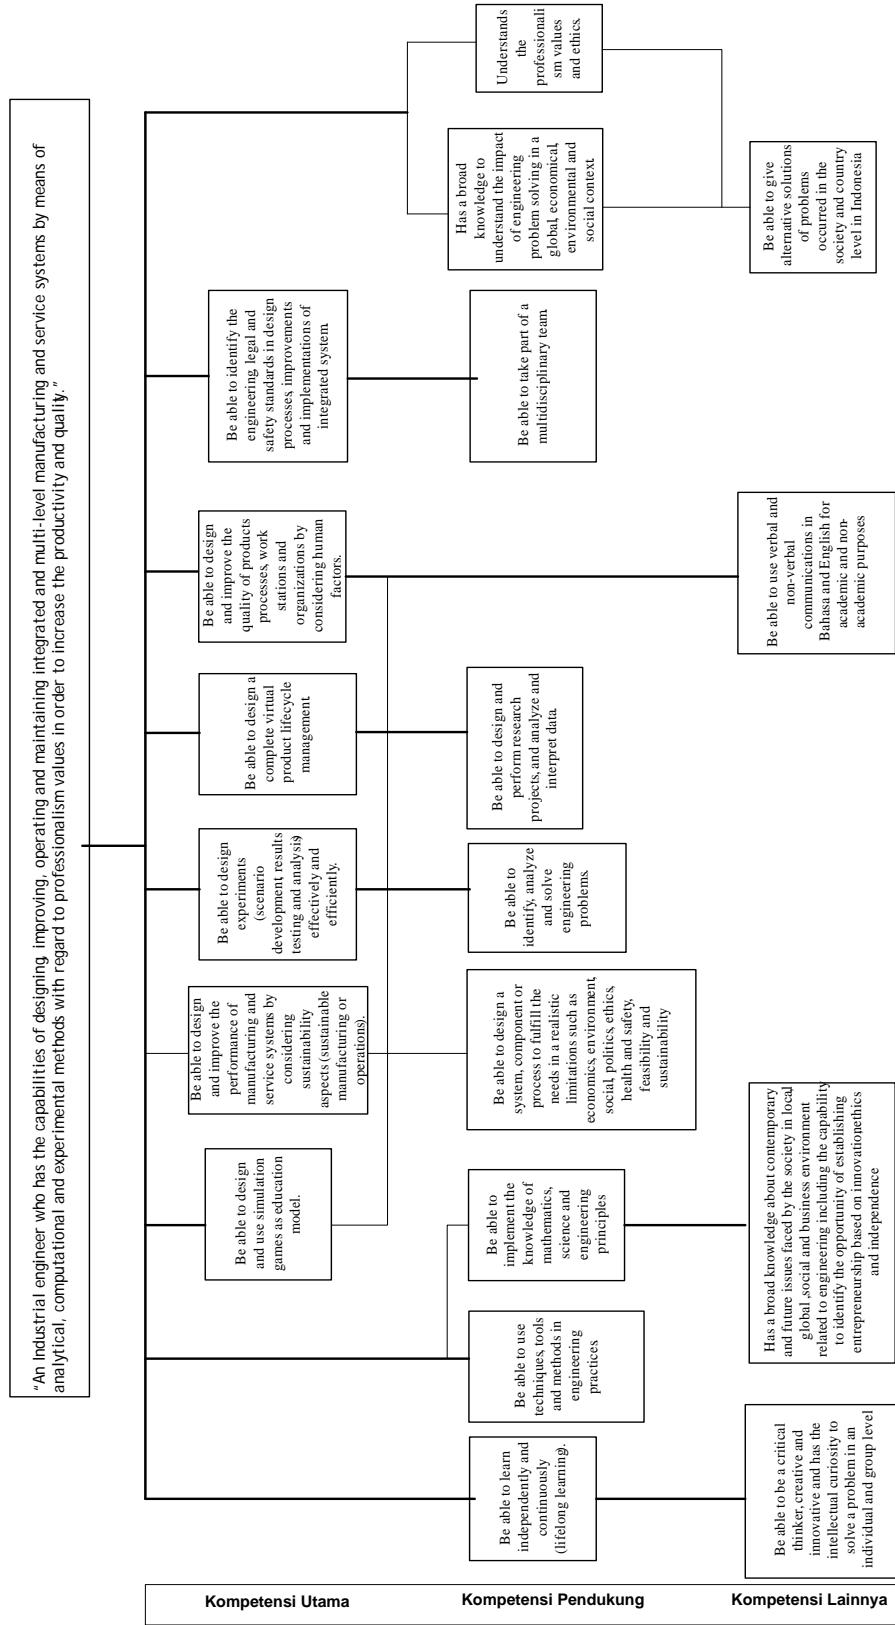 "An Industrial engineer who has the capabilities of designing, improving, operating and maintaining integrated and multi-level manufacturing and service systems by means of
analytical, computational and experimental methods with regard to professionalism values in order to increase the productivity and quality."
Kompetensi Utama
Be able to design
and use simulation
games as education
model.
Be able to design
and improve the
performance of
manufacturing and
service systems by
considering
sustainability
aspects (sustainable
manufacturing or
operations).
Be able to design
experiments
(scenario
development, results
testing and analysis)
effectively and
efficiently.
Be able to design a
complete virtual
product lifecycle
management.
Be able to design
and improve the
quality of products
processes, work
stations and
organizations by
considering human
factors.
Be able to identify the
engineering, legal and
safety standards in design
processes, improvements
and implementations of
integrated system.
Kompetensi Pendukung
Be able to learn
independently and
continuously
(lifelong learning).
Be able to use
techniques, tools
and methods in
engineering
practices.
Be able to
implement the
knowledge of
mathematics,
science and
engineering
principles
Be able to design a
system, component or
process to fulfill the
needs in a realistic
limitations such as
economics, environment,
social, politics, ethics,
health and safety,
feasibility and
sustainability
Be able to
identify, analyze
and solve
engineering
problems.
Be able to design and
perform research
projects, and analyze and
interpret data.
Be able to take part of a
multidisciplinary team.
Has a broad
knowledge to
understand the impact
of engineering
problem solving in a
global, economical,
environmental and
social context.
Understands
the
professionali
sm values
and ethics.
Kompetensi Lainnya
Be able to be a critical
thinker, creative and
innovative and has the
intellectual curiosity to
solve a problem in an
individual and group level
Has a broad knowledge about contemporary
and future issues faced by the society in local,
global ,social and business environment
related to engineering including the capability
to identify the opportunity of establishing
entrepreneurship based on innovationethics
and independence
Be able to use verbal and
non-verbal
communications in
Bahasa and English for
academic and non-
academic purposes
Be able to give
alternative solutions
of problems
occurred in the
society and country
level in Indonesia